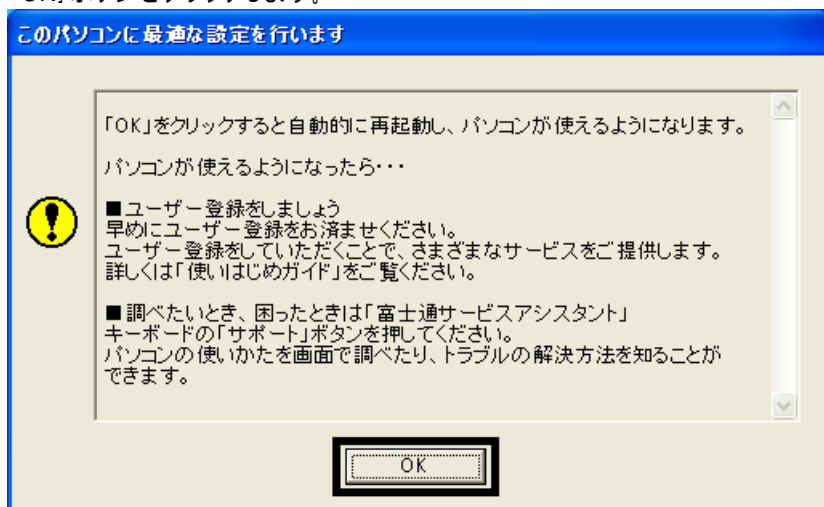 OK」ボタンをクリックします。
このパソコンに最適な設定を行います
「OK」をクリックすると自動的に再起動し、パソコンが使えるようになります。
パソコンが使えるようになったら・・・
■ユーザー登録をしましょう
早めにユーザー登録をお済ませください。
ユーザー登録をしていただくことで、さまざまなサービスをご提供します。
詳しくは「使いはじめガイド」をご覧ください。
■調べたいとき、困ったときは「富士通サービスアシスタント」
キーボードの「サポート」ボタンを押してください。
パソコンの使いかたを画面で調べたり、トラブルの解決方法を知ることが
できます。
OK